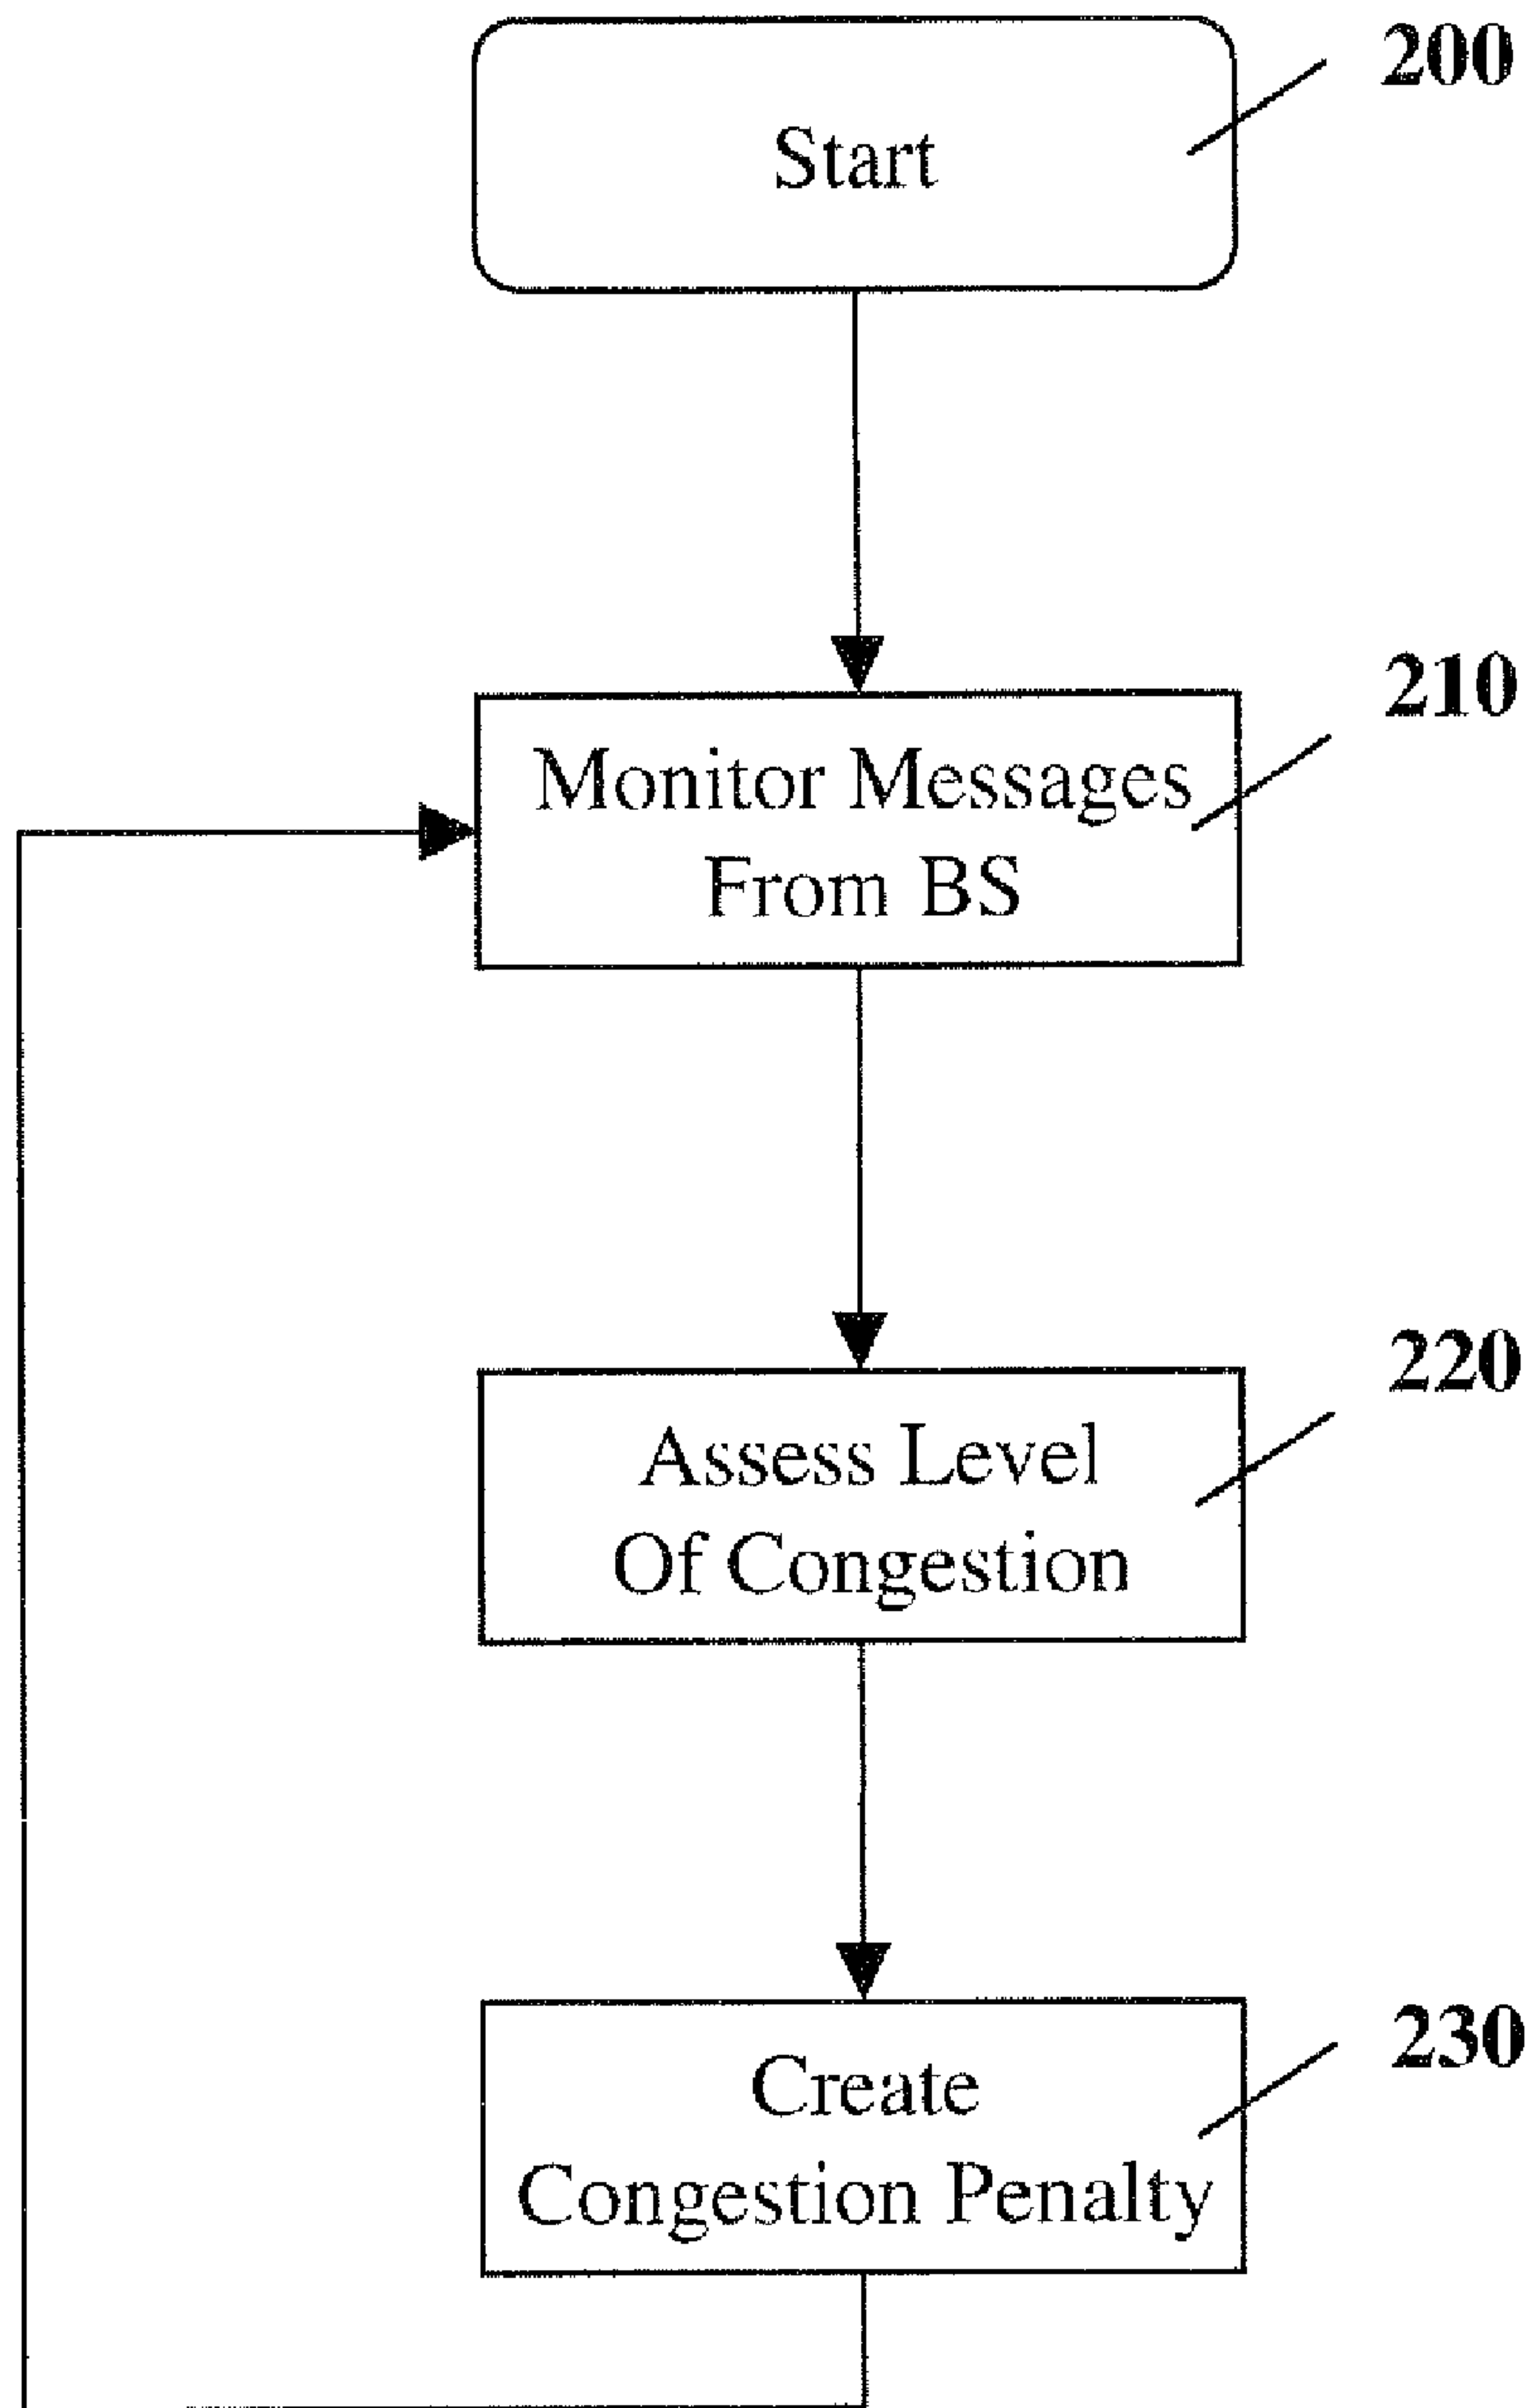 200
Start
210
Monitor Messages
From BS
220
Assess Level
Of Congestion
230
Create
Congestion Penalty